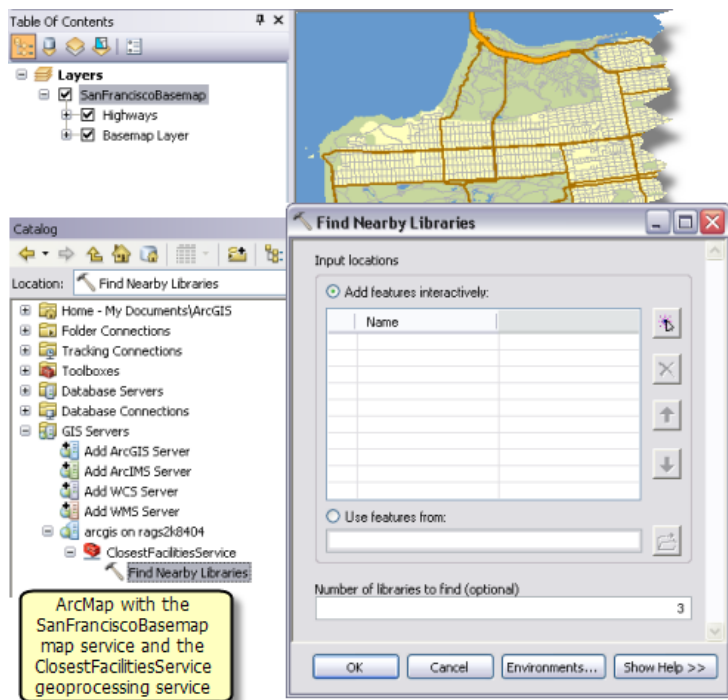 Table Of Contents
Layers
SanFranciscoBasemap
Highways
Basemap Layer
Catalog
Location: Find Nearby Libraries
Home - My Documents\ArcGIS
Folder Connections
Tracking Connections
Toolboxes
Database Servers
Database Connections
GIS Servers
Add ArcGIS Server
Add ArcIMS Server
Add WCS Server
Add WMS Server
arcgis on rags2k8404
ClosestFacilitiesService
Find Nearby Libraries
ArcMap with the
SanFranciscoBasemap
map service and the
ClosestFacilitiesService
geoprocessing service
Find Nearby Libraries
Input locations
Add features interactively:
Name
Use features from:
Number of libraries to find (optional)
3
OK Cancel Environments... Show Help >>